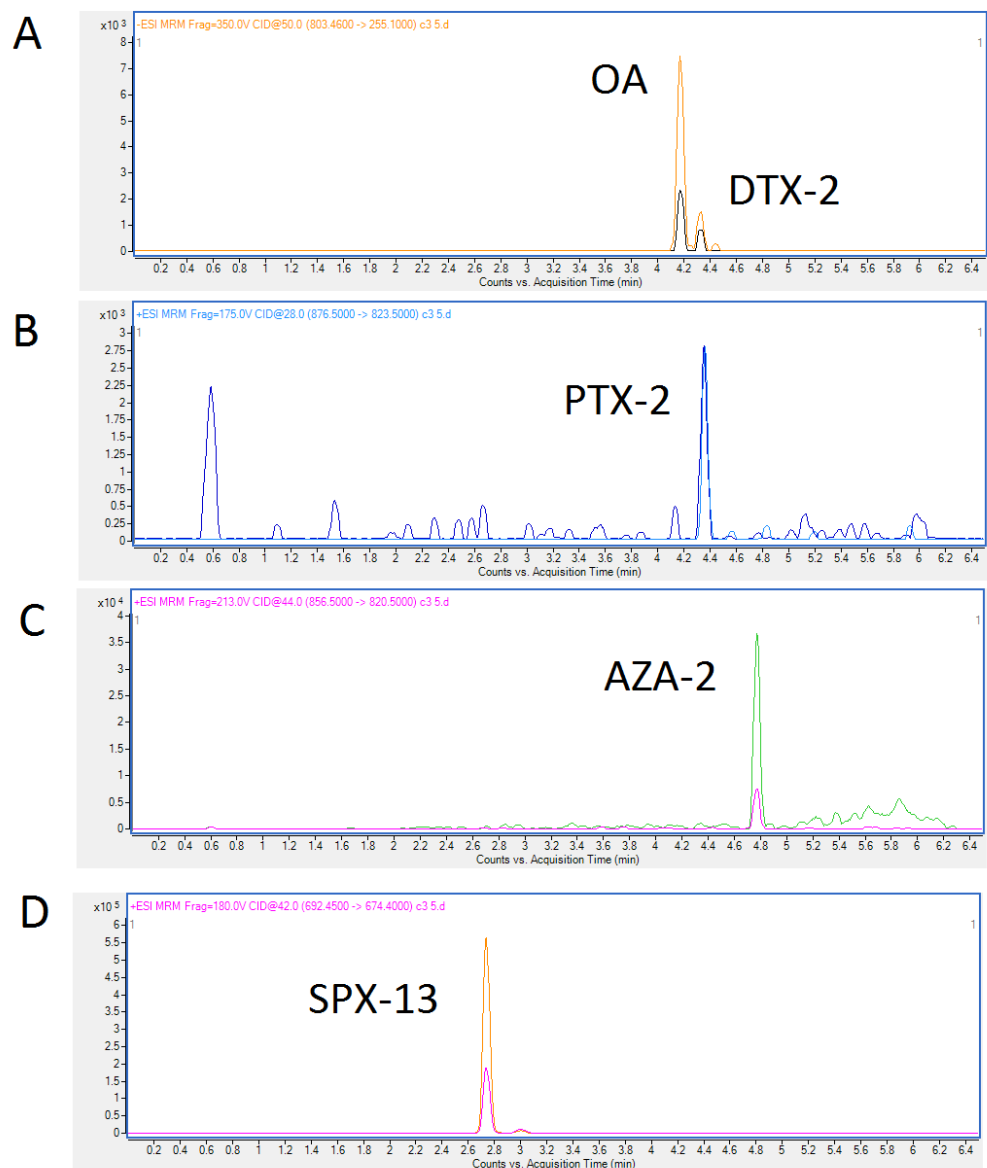 A
x10 3
-ESI MRM Frag=350.0V CID@50.0 (803.4600 -> 255.1000) c3 5.d
1 1
8
7
6
5
4
3
2
1
0
OA
DTX-2
0.2 0.4 0.6 0.8 1 1.2 1.4 1.6 1.8 2 2.2 2.4 2.6 2.8 3 3.2 3.4 3.6 3.8 4 4.2 4.4 4.6 4.8 5 5.2 5.4 5.6 5.8 6 6.2 6.4
Counts vs. Acquisition Time (min)
B
x10 3
+ESI MRM Frag=175.0V CID@28.0 (876.5000 -> 823.5000) c3 5.d
1 1
3
2.75
2.5
2.25
2
1.75
1.5
1.25
1
0.75
0.5
0.25
0
PTX-2
0.2 0.4 0.6 0.8 1 1.2 1.4 1.6 1.8 2 2.2 2.4 2.6 2.8 3 3.2 3.4 3.6 3.8 4 4.2 4.4 4.6 4.8 5 5.2 5.4 5.6 5.8 6 6.2 6.4
Counts vs. Acquisition Time (min)
C
x10 4
+ESI MRM Frag=213.0V CID@44.0 (856.5000 -> 820.5000) c3 5.d
1 1
4
3.5
3
2.5
2
1.5
1
0.5
0
AZA-2
0.2 0.4 0.6 0.8 1 1.2 1.4 1.6 1.8 2 2.2 2.4 2.6 2.8 3 3.2 3.4 3.6 3.8 4 4.2 4.4 4.6 4.8 5 5.2 5.4 5.6 5.8 6 6.2 6.4
Counts vs. Acquisition Time (min)
D
x10 5
+ESI MRM Frag=180.0V CID@42.0 (692.4500 -> 674.4000) c3 5.d
1 1
6
5.5
5
4.5
4
3.5
3
2.5
2
1.5
1
0.5
0
SPX-13
0.2 0.4 0.6 0.8 1 1.2 1.4 1.6 1.8 2 2.2 2.4 2.6 2.8 3 3.2 3.4 3.6 3.8 4 4.2 4.4 4.6 4.8 5 5.2 5.4 5.6 5.8 6 6.2 6.4
Counts vs. Acquisition Time (min)